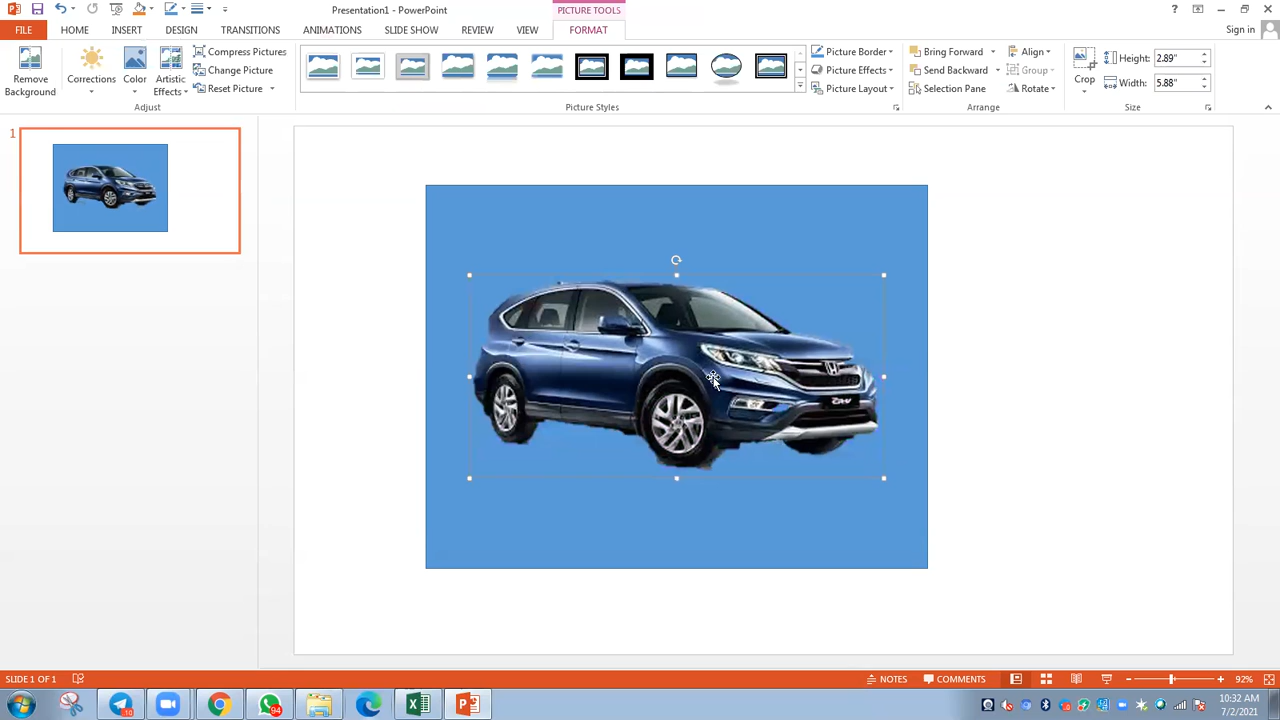 Presentation1 - PowerPoint
PICTURE TOOLS
FILE HOME INSERT DESIGN TRANSITIONS ANIMATIONS SLIDE SHOW REVIEW VIEW FORMAT
Sign in
Remove Background
Corrections
Color
Artistic Effects
Compress Pictures
Change Picture
Reset Picture
Adjust
Picture Styles
Picture Border
Picture Effects
Picture Layout
Bring Forward
Send Backward
Selection Pane
Align
Group
Rotate
Arrange
Crop
Height: 2.89"
Width: 5.88"
Size
1
CR-V
SLIDE 1 OF 1
NOTES
COMMENTS
92%
10
94
10:32 AM
7/2/2021